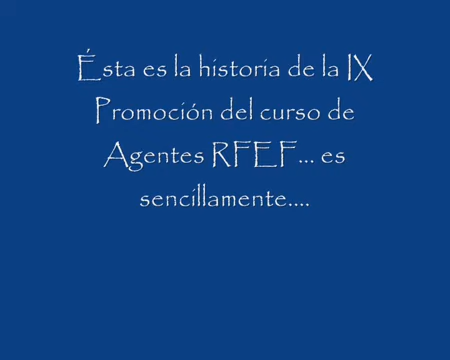 Ésta es la historia de la IX
Promoción del curso de
Agentes RFEF... es
sencillamente....